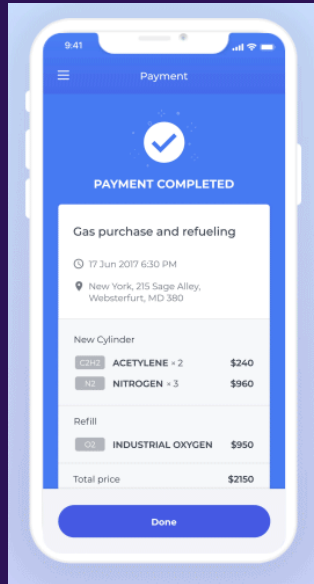 9:41
Payment
PAYMENT COMPLETED
Gas purchase and refueling
17 Jun 2017 6:30 PM
New York, 215 Sage Alley,
Websterfurt, MD 380
New Cylinder
C2H2 ACETYLENE × 2 $240
N2 NITROGEN × 3 $960
Refill
O2 INDUSTRIAL OXYGEN $950
Total price $2150
Done